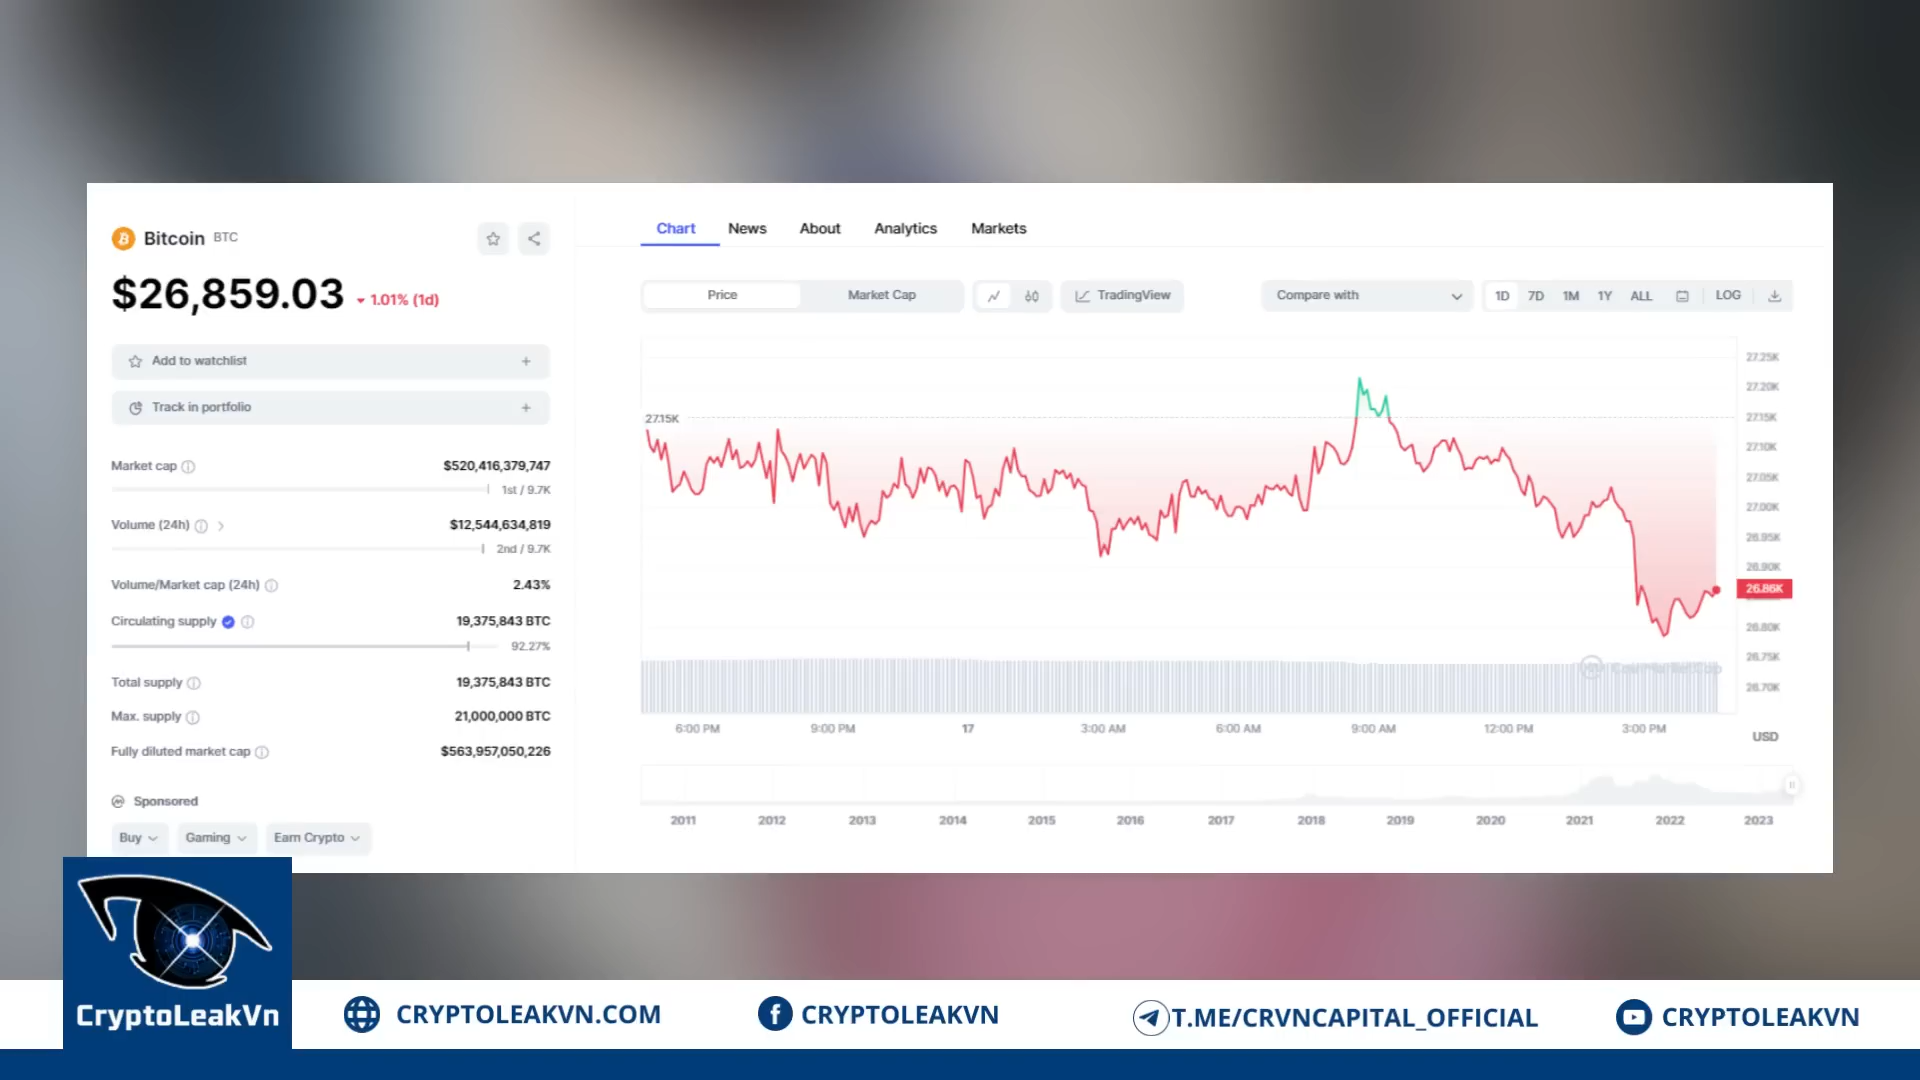 Bitcoin BTC
$26,859.03 1.01% (1d)
Add to watchlist +
Track in portfolio +
Market cap $520,416,379,747
1st / 9.7K
Volume (24h) $12,544,634,819
2nd / 9.7K
Volume/Market cap (24h) 2.43%
Circulating supply 19,375,843 BTC
92.27%
Total supply 19,375,843 BTC
Max. supply 21,000,000 BTC
Fully diluted market cap $563,957,050,226
Sponsored
Buy Gaming Earn Crypto
Chart News About Analytics Markets
Price Market Cap TradingView Compare with 1D 7D 1M 1Y ALL LOG
27.15K
27.25K
27.20K
27.15K
27.10K
27.05K
27.00K
26.95K
26.90K
26.86K
26.80K
26.75K
26.70K
CoinMarketCap
6:00 PM 9:00 PM 17 3:00 AM 6:00 AM 9:00 AM 12:00 PM 3:00 PM USD
2011 2012 2013 2014 2015 2016 2017 2018 2019 2020 2021 2022 2023
CryptoLeakVn
CRYPTOLEAKVN.COM CRYPTOLEAKVN T.ME/CRVNCAPITAL_OFFICIAL CRYPTOLEAKVN